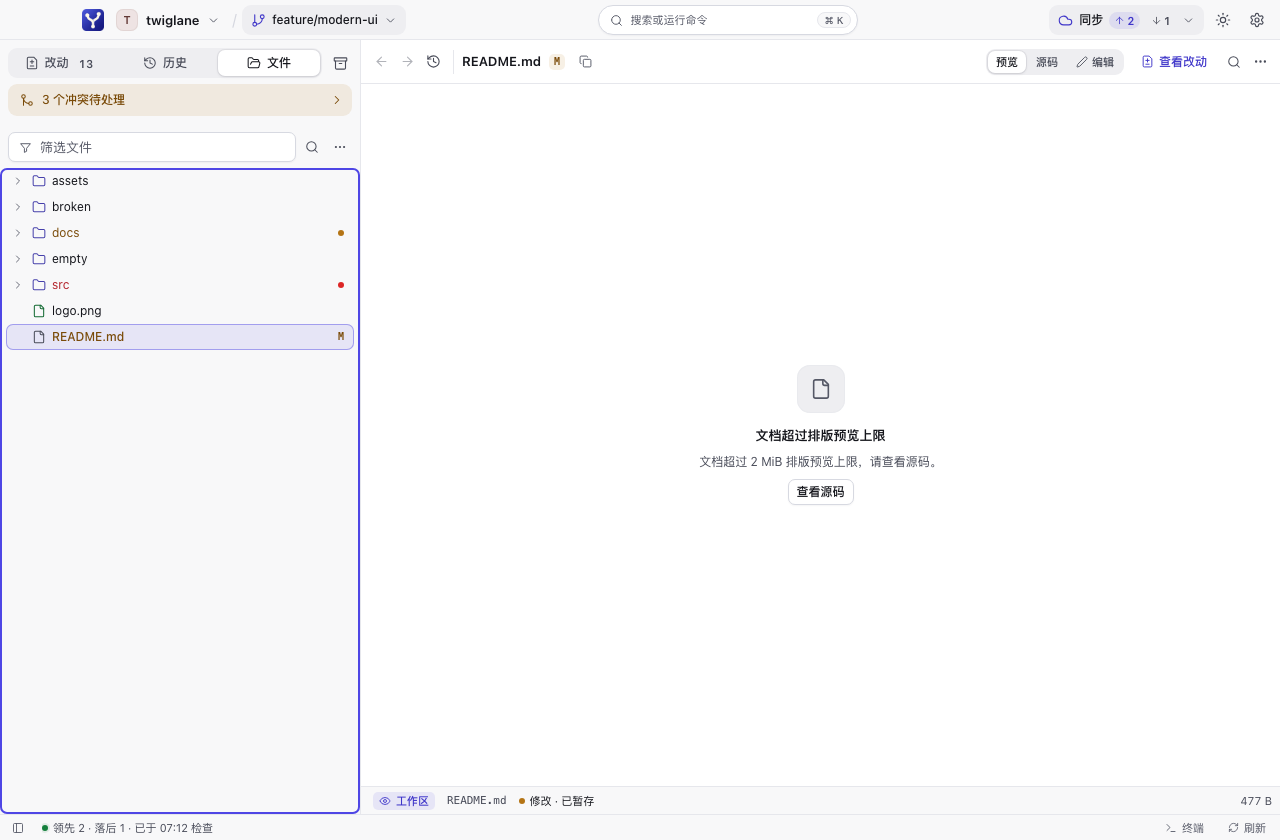 T twiglane / feature/modern-ui
搜索或运行命令 ⌘ K
同步 ↑ 2 ↓ 1
改动 13 历史 文件
README.md M
预览 源码 编辑 查看改动
3 个冲突待处理
筛选文件
assets
broken
docs
empty
src
logo.png
README.md M
文档超过排版预览上限
文档超过 2 MiB 排版预览上限，请查看源码。
查看源码
工作区 README.md 修改 · 已暂存 477 B
领先 2 · 落后 1 · 已于 07:12 检查 终端 刷新